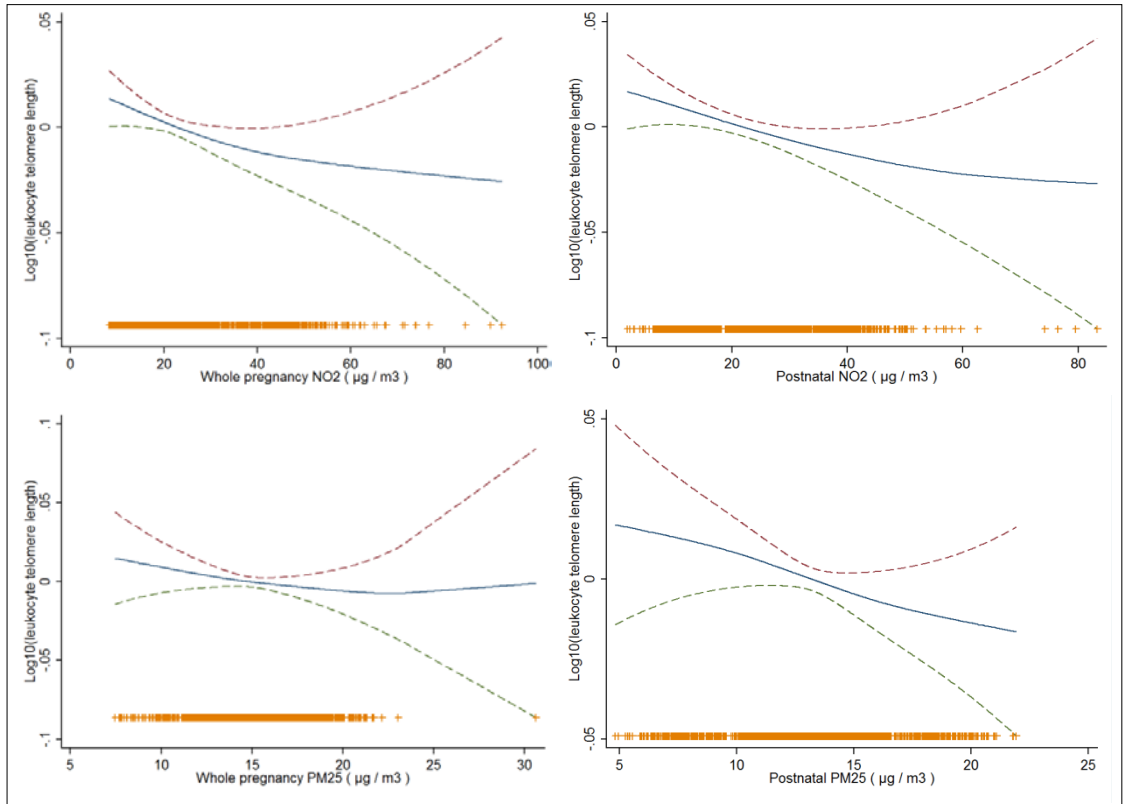 .05
0
-.05
-.1
Log10(leukocyte telomere length)
0 20 40 60 80 100
Whole pregnancy NO2 ( µg / m3 )
.05
0
-.05
-.1
Log10(leukocyte telomere length)
0 20 40 60 80
Postnatal NO2 ( µg / m3 )
.1
.05
0
-.05
-.1
Log10(leukocyte telomere length)
5 10 15 20 25 30
Whole pregnancy PM25 ( µg / m3 )
.05
0
-.05
Log10(leukocyte telomere length)
5 10 15 20 25
Postnatal PM25 ( µg / m3 )